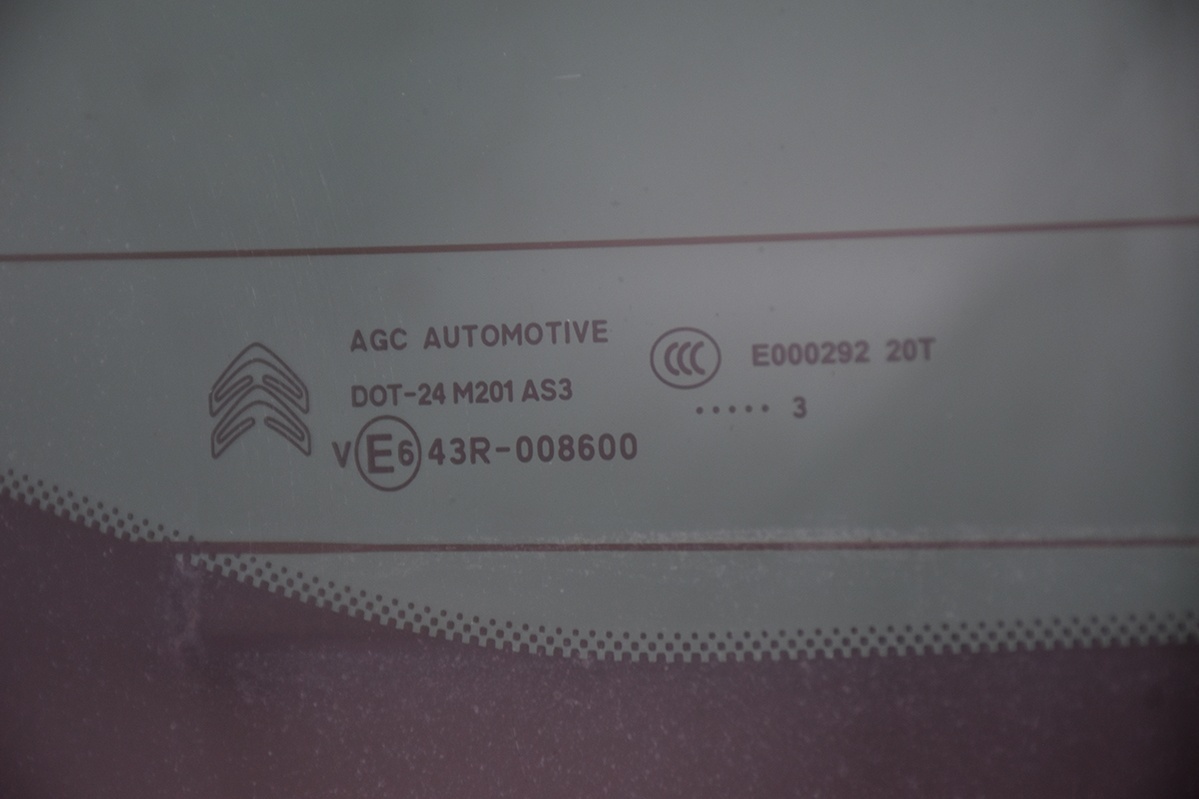 AGC AUTOMOTIVE
DOT-24 M201 AS3
V E6 43R-008600
CCC E000292 20T
..... 3